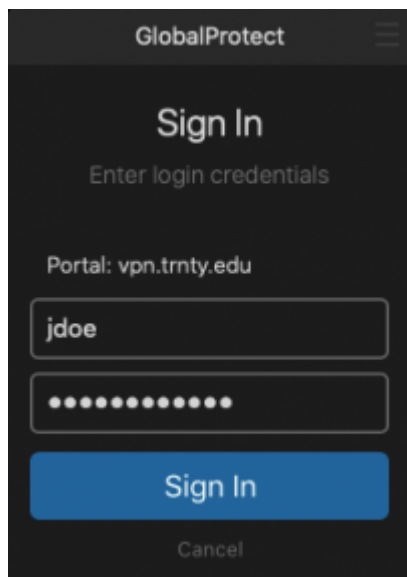 GlobalProtect
Sign In
Enter login credentials
Portal: vpn.trnty.edu
jdoe
••••••••••••
Sign In
Cancel